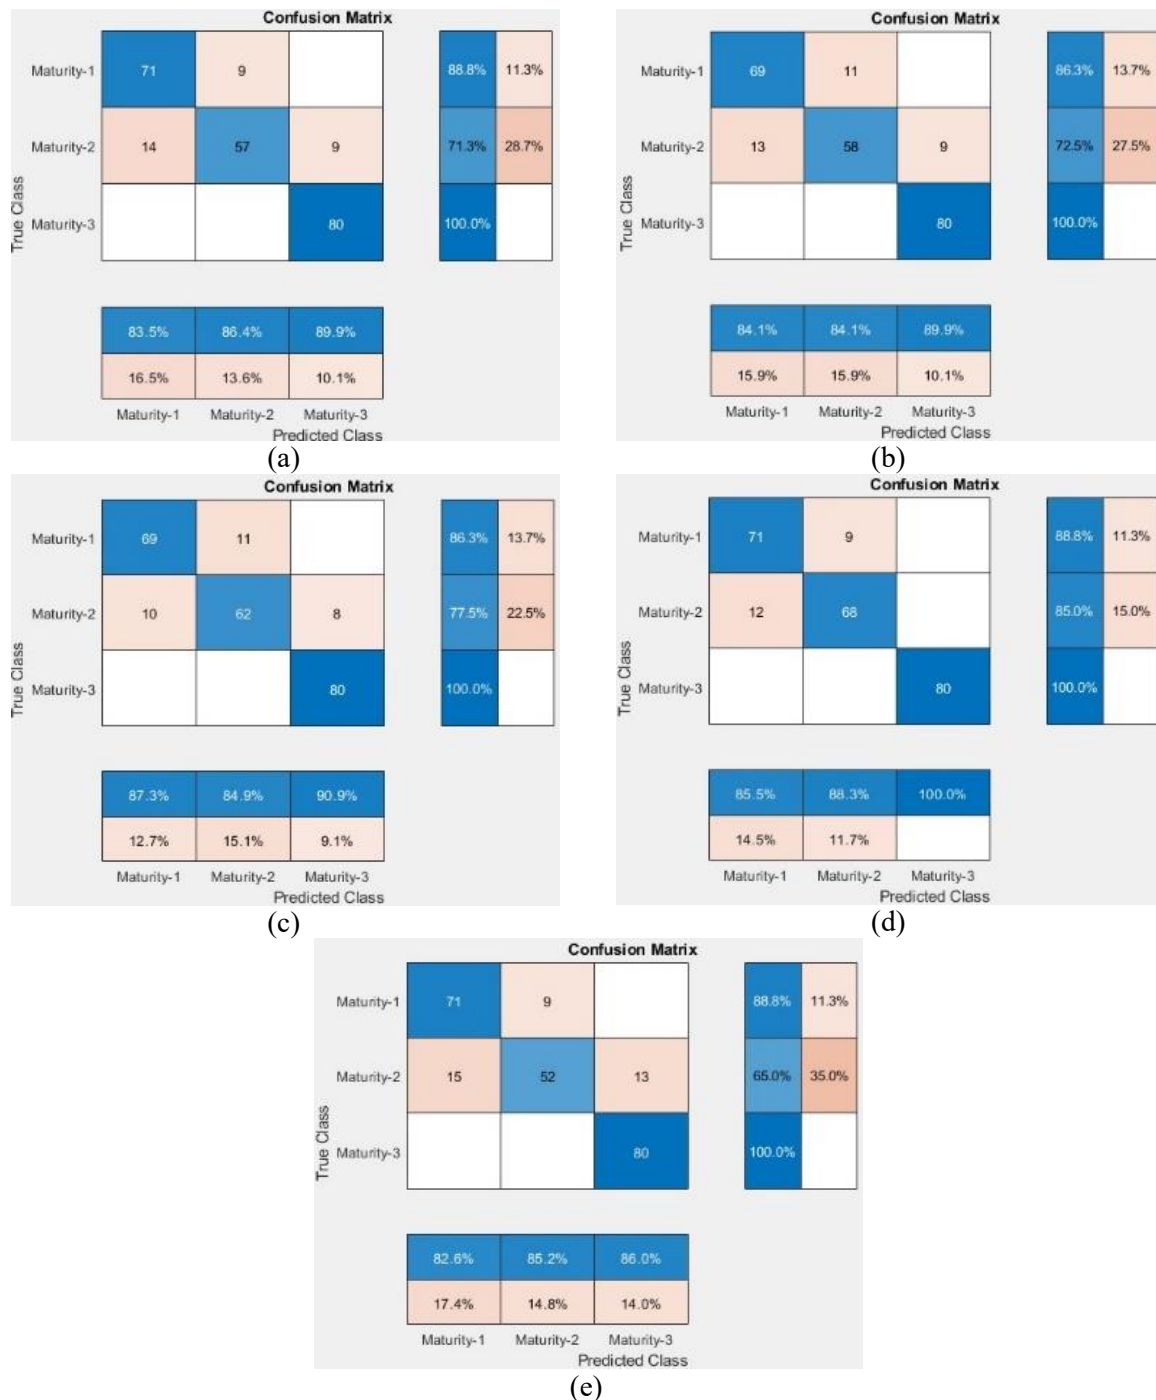 Confusion Matrix
Maturity-1 71 9 88.8% 11.3%
Maturity-2 14 57 9 71.3% 28.7%
Maturity-3 80 100.0%
True Class
83.5% 86.4% 89.9%
16.5% 13.6% 10.1%
Maturity-1 Maturity-2 Maturity-3
Predicted Class
(a)
Confusion Matrix
Maturity-1 69 11 86.3% 13.7%
Maturity-2 13 58 9 72.5% 27.5%
Maturity-3 80 100.0%
True Class
84.1% 84.1% 89.9%
15.9% 15.9% 10.1%
Maturity-1 Maturity-2 Maturity-3
Predicted Class
(b)
Confusion Matrix
Maturity-1 69 11 86.3% 13.7%
Maturity-2 10 62 8 77.5% 22.5%
Maturity-3 80 100.0%
True Class
87.3% 84.9% 90.9%
12.7% 15.1% 9.1%
Maturity-1 Maturity-2 Maturity-3
Predicted Class
(c)
Confusion Matrix
Maturity-1 71 9 88.8% 11.3%
Maturity-2 12 68 85.0% 15.0%
Maturity-3 80 100.0%
True Class
85.5% 88.3% 100.0%
14.5% 11.7%
Maturity-1 Maturity-2 Maturity-3
Predicted Class
(d)
Confusion Matrix
Maturity-1 71 9 88.8% 11.3%
Maturity-2 15 52 13 65.0% 35.0%
Maturity-3 80 100.0%
True Class
82.6% 85.2% 86.0%
17.4% 14.8% 14.0%
Maturity-1 Maturity-2 Maturity-3
Predicted Class
(e)